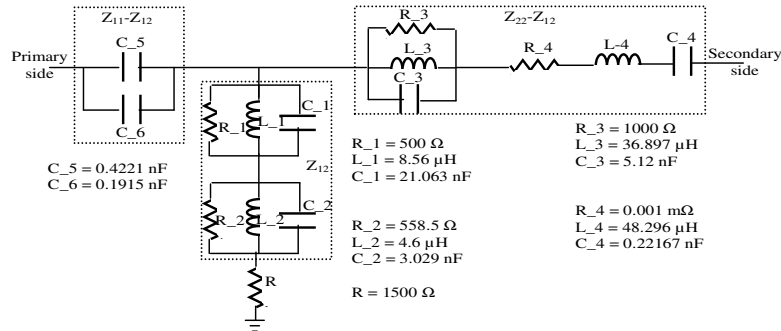 Z₁₁-Z₁₂
C_5
Primary
side
C_6
Z₂₂-Z₁₂
R_3
L_3
C_3
R_4
L-4
C_4
Secondary
side
R_1
L_1
C_1
Z₁₂
R_2
L_2
C_2
R
C_5 = 0.4221 nF
C_6 = 0.1915 nF
R_1 = 500 Ω
L_1 = 8.56 µH
C_1 = 21.063 nF
R_2 = 558.5 Ω
L_2 = 4.6 µH
C_2 = 3.029 nF
R = 1500 Ω
R_3 = 1000 Ω
L_3 = 36.897 µH
C_3 = 5.12 nF
R_4 = 0.001 mΩ
L_4 = 48.296 µH
C_4 = 0.22167 nF